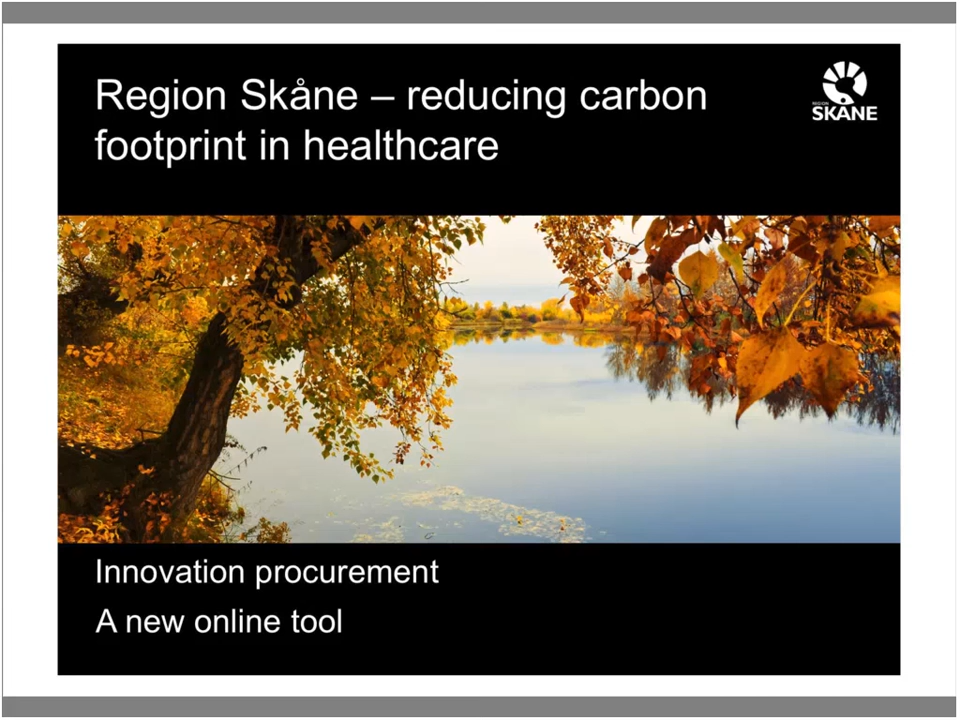 Region Skåne – reducing carbon
footprint in healthcare
REGION
SKÅNE
Innovation procurement
A new online tool